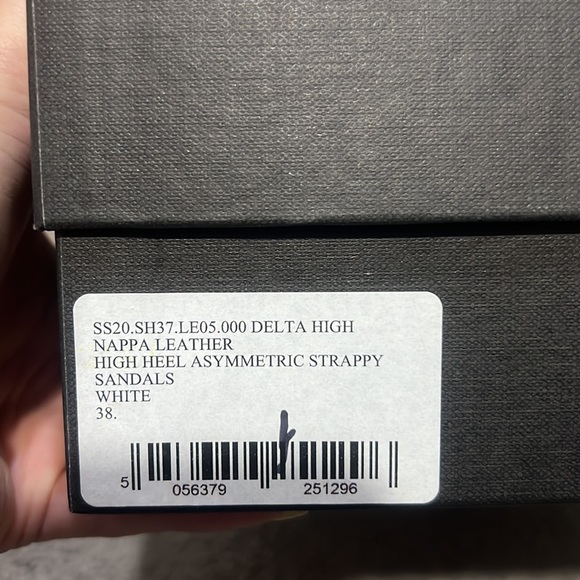 SS20.SH37.LE05.000 DELTA HIGH
NAPPA LEATHER
HIGH HEEL ASYMMETRIC STRAPPY
SANDALS
WHITE
38.
5 056379 251296